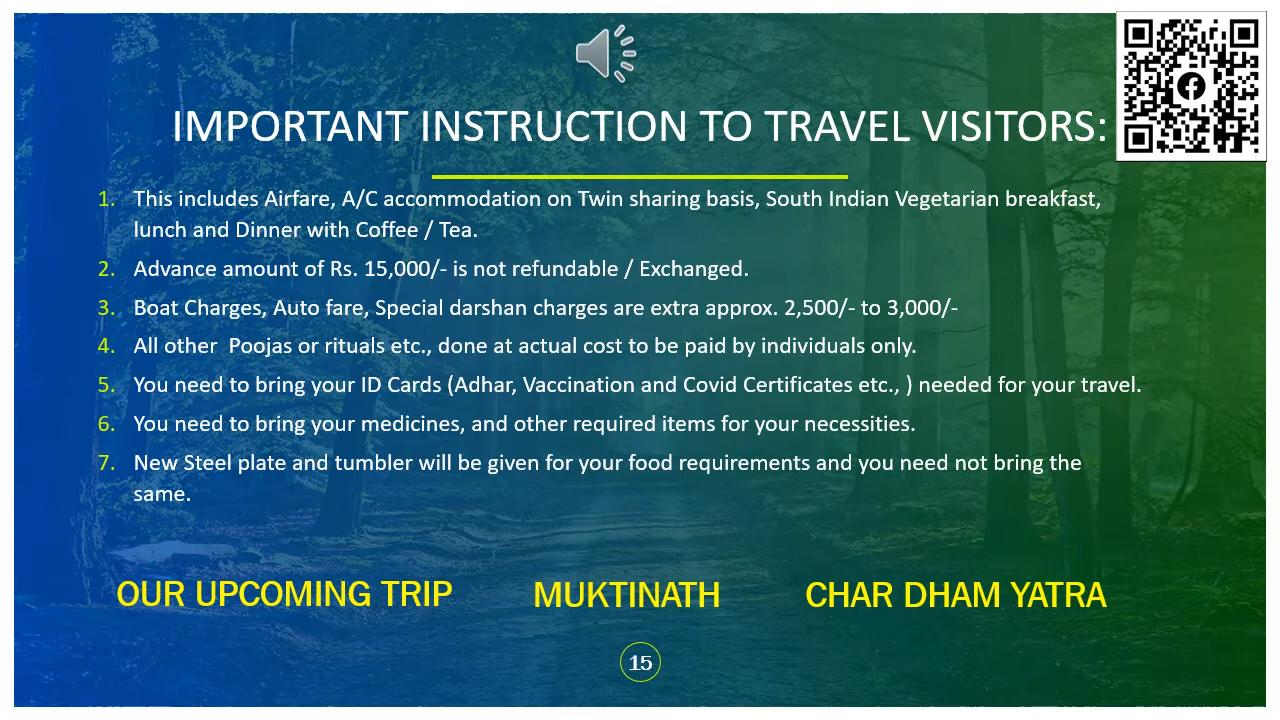 IMPORTANT INSTRUCTION TO TRAVEL VISITORS:
1. This includes Airfare, A/C accommodation on Twin sharing basis, South Indian Vegetarian breakfast,
lunch and Dinner with Coffee / Tea.
2. Advance amount of Rs. 15,000/- is not refundable / Exchanged.
3. Boat Charges, Auto fare, Special darshan charges are extra approx. 2,500/- to 3,000/-
4. All other  Poojas or rituals etc., done at actual cost to be paid by individuals only.
5. You need to bring your ID Cards (Adhar, Vaccination and Covid Certificates etc., ) needed for your travel.
6. You need to bring your medicines, and other required items for your necessities.
7. New Steel plate and tumbler will be given for your food requirements and you need not bring the
same.
OUR UPCOMING TRIP MUKTINATH CHAR DHAM YATRA
15